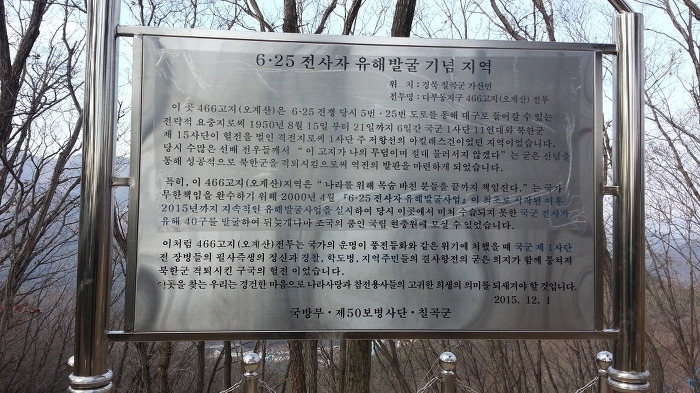 6·25 전사자 유해발굴 기념 지역
위 치 : 경북 칠곡군 가산면
전투명 : 다부동지구 466고지(오계산) 전투
이 곳 466고지(오계산)은 6·25 전쟁 당시 5번·25번 도로를 통해 대구로 들어갈 수 있는
전략적 요충지로써 1950년 8월 15일 부터 21일까지 6일간 국군 1사단 11연대와 북한군
제 15사단이 혈전을 벌인 격전지로써 1사단 주 저항선의 아킬레스건이었던 지역이었습니다.
당시 수많은 선배 전우들께서 " 이 고지가 나의 무덤이며 절대 물러서지 않겠다" 는 굳은 신념을
통해 성공적으로 북한군을 격퇴시킴으로써 역전의 발판을 마련하게 되었습니다.
특히, 이 466고지(오계산)지역은 " 나라를 위해 목숨 바친 분들을 끝까지 책임진다." 는 국가
무한책임을 완수하기 위해 2000년 4월 『6·25 전사자 유해발굴사업』이 최초로 시작된 이후
2015년까지 지속적인 유해발굴사업을 실시하여 당시 이곳에서 미처 수습되지 못한 국군 전사자
유해 40구를 발굴하여 뒤늦게나마 조국의 품인 국립 현충원에 모실 수 있었습니다.
이처럼 466고지(오계산)전투는 국가의 운명이 풍전등화와 같은 위기에 처했을 때 국군 제 1사단
전 장병들의 필사즉생의 정신과 경찰, 학도병, 지역주민들의 결사항전의 굳은 의지가 함께 뭉쳐져
북한군 격퇴시킨 구국의 혈전 이었습니다.
이곳을 찾는 우리는 경건한 마음으로 나라사랑과 참전용사들의 고귀한 희생의 의미를 되새겨야 할 것입니다.
2015. 12. 1
국방부·제50보병사단·칠곡군